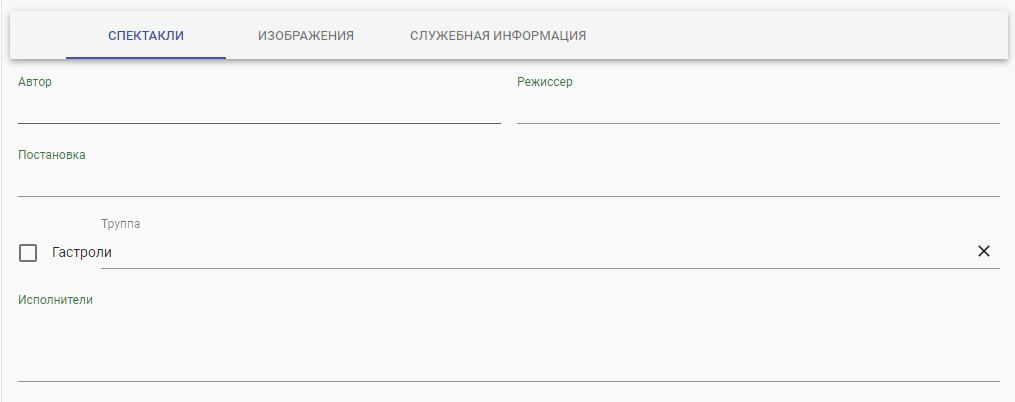 СПЕКТАКЛИ ИЗОБРАЖЕНИЯ СЛУЖЕБНАЯ ИНФОРМАЦИЯ
Автор Режиссер
Постановка
Труппа
Гастроли
Исполнители